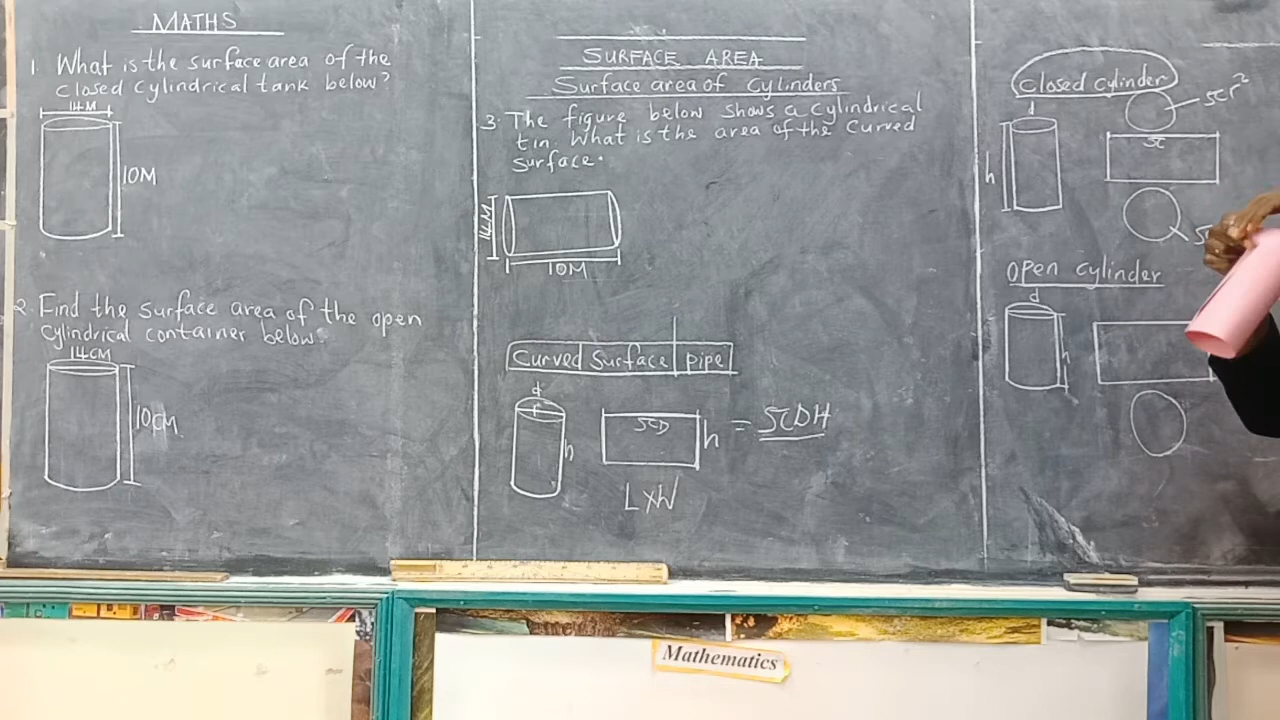 MATHS
1. What is the surface area of the
closed cylindrical tank below?
14M
10M
2. Find the surface area of the open
cylindrical container below.
14CM
10CM
SURFACE AREA
Surface area of Cylinders
3. The figure below shows a cylindrical
tin. What is the area of the curved
surface.
14M
10M
Curved Surface pipe
d
r
h
πD
h
= πDH
L×W
Closed cylinder
d
h
πr²
π
Open cylinder
d
h
Mathematics